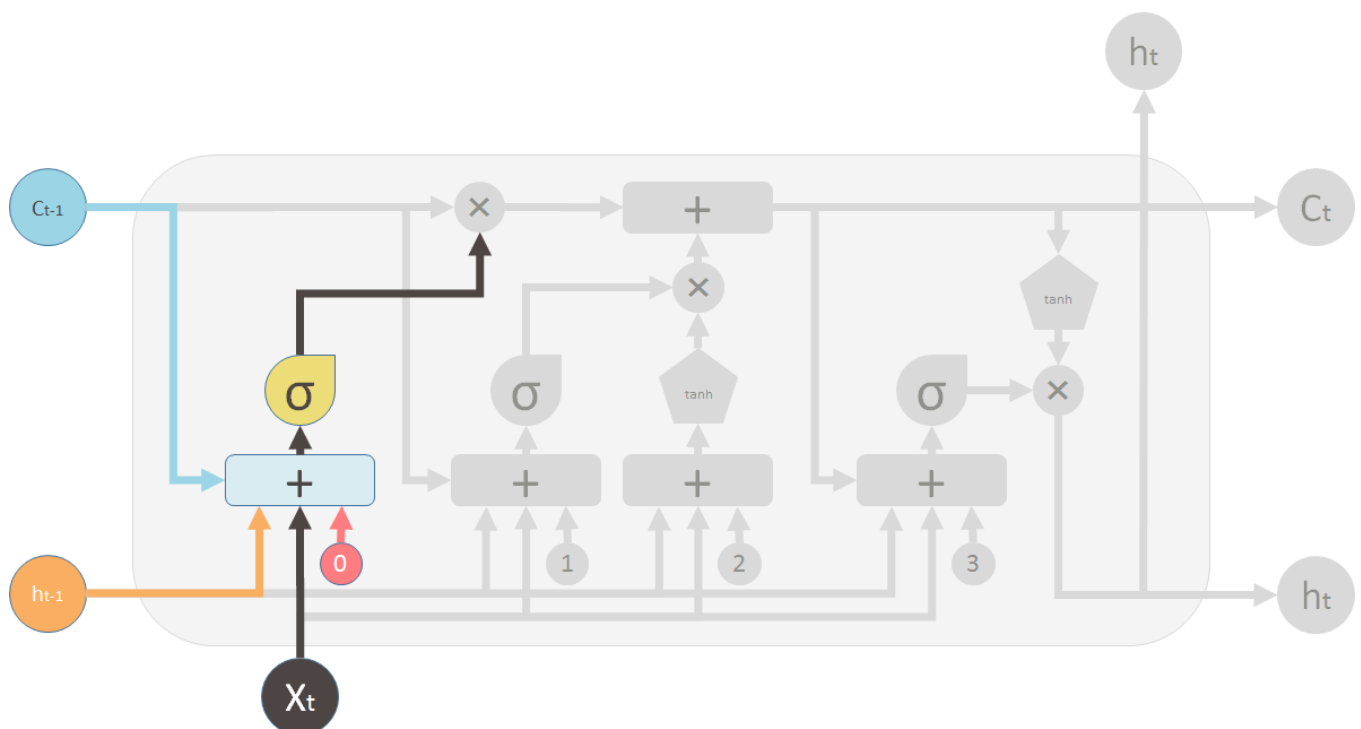 ht
Ct-1
×
+
Ct
×
tanh
σ
σ
tanh
σ
×
+
+
+
+
0
1
2
3
ht-1
ht
Xt